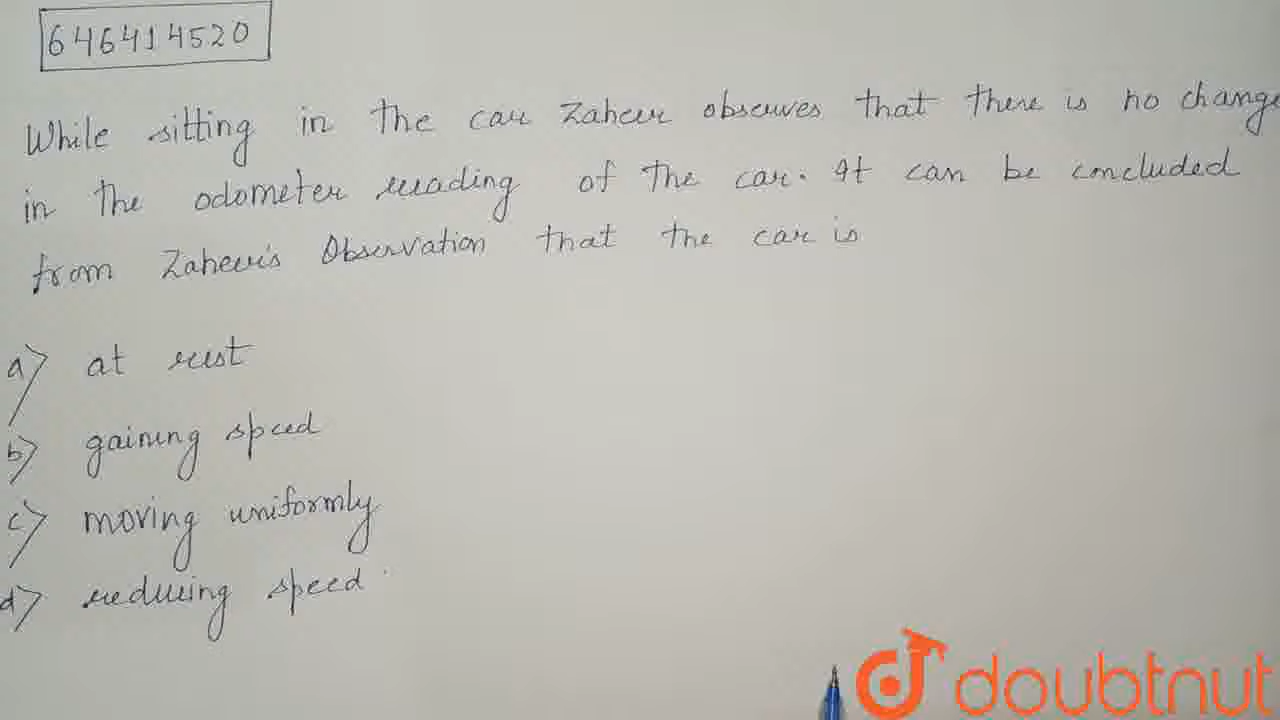 646414520
While sitting in the car Zaheer observes that there is no change
in the odometer reading of the car. It can be concluded
from Zaheer's Observation that the car is
a) at rest
b) gaining speed
c) moving uniformly
d) reducing speed
doubtnut